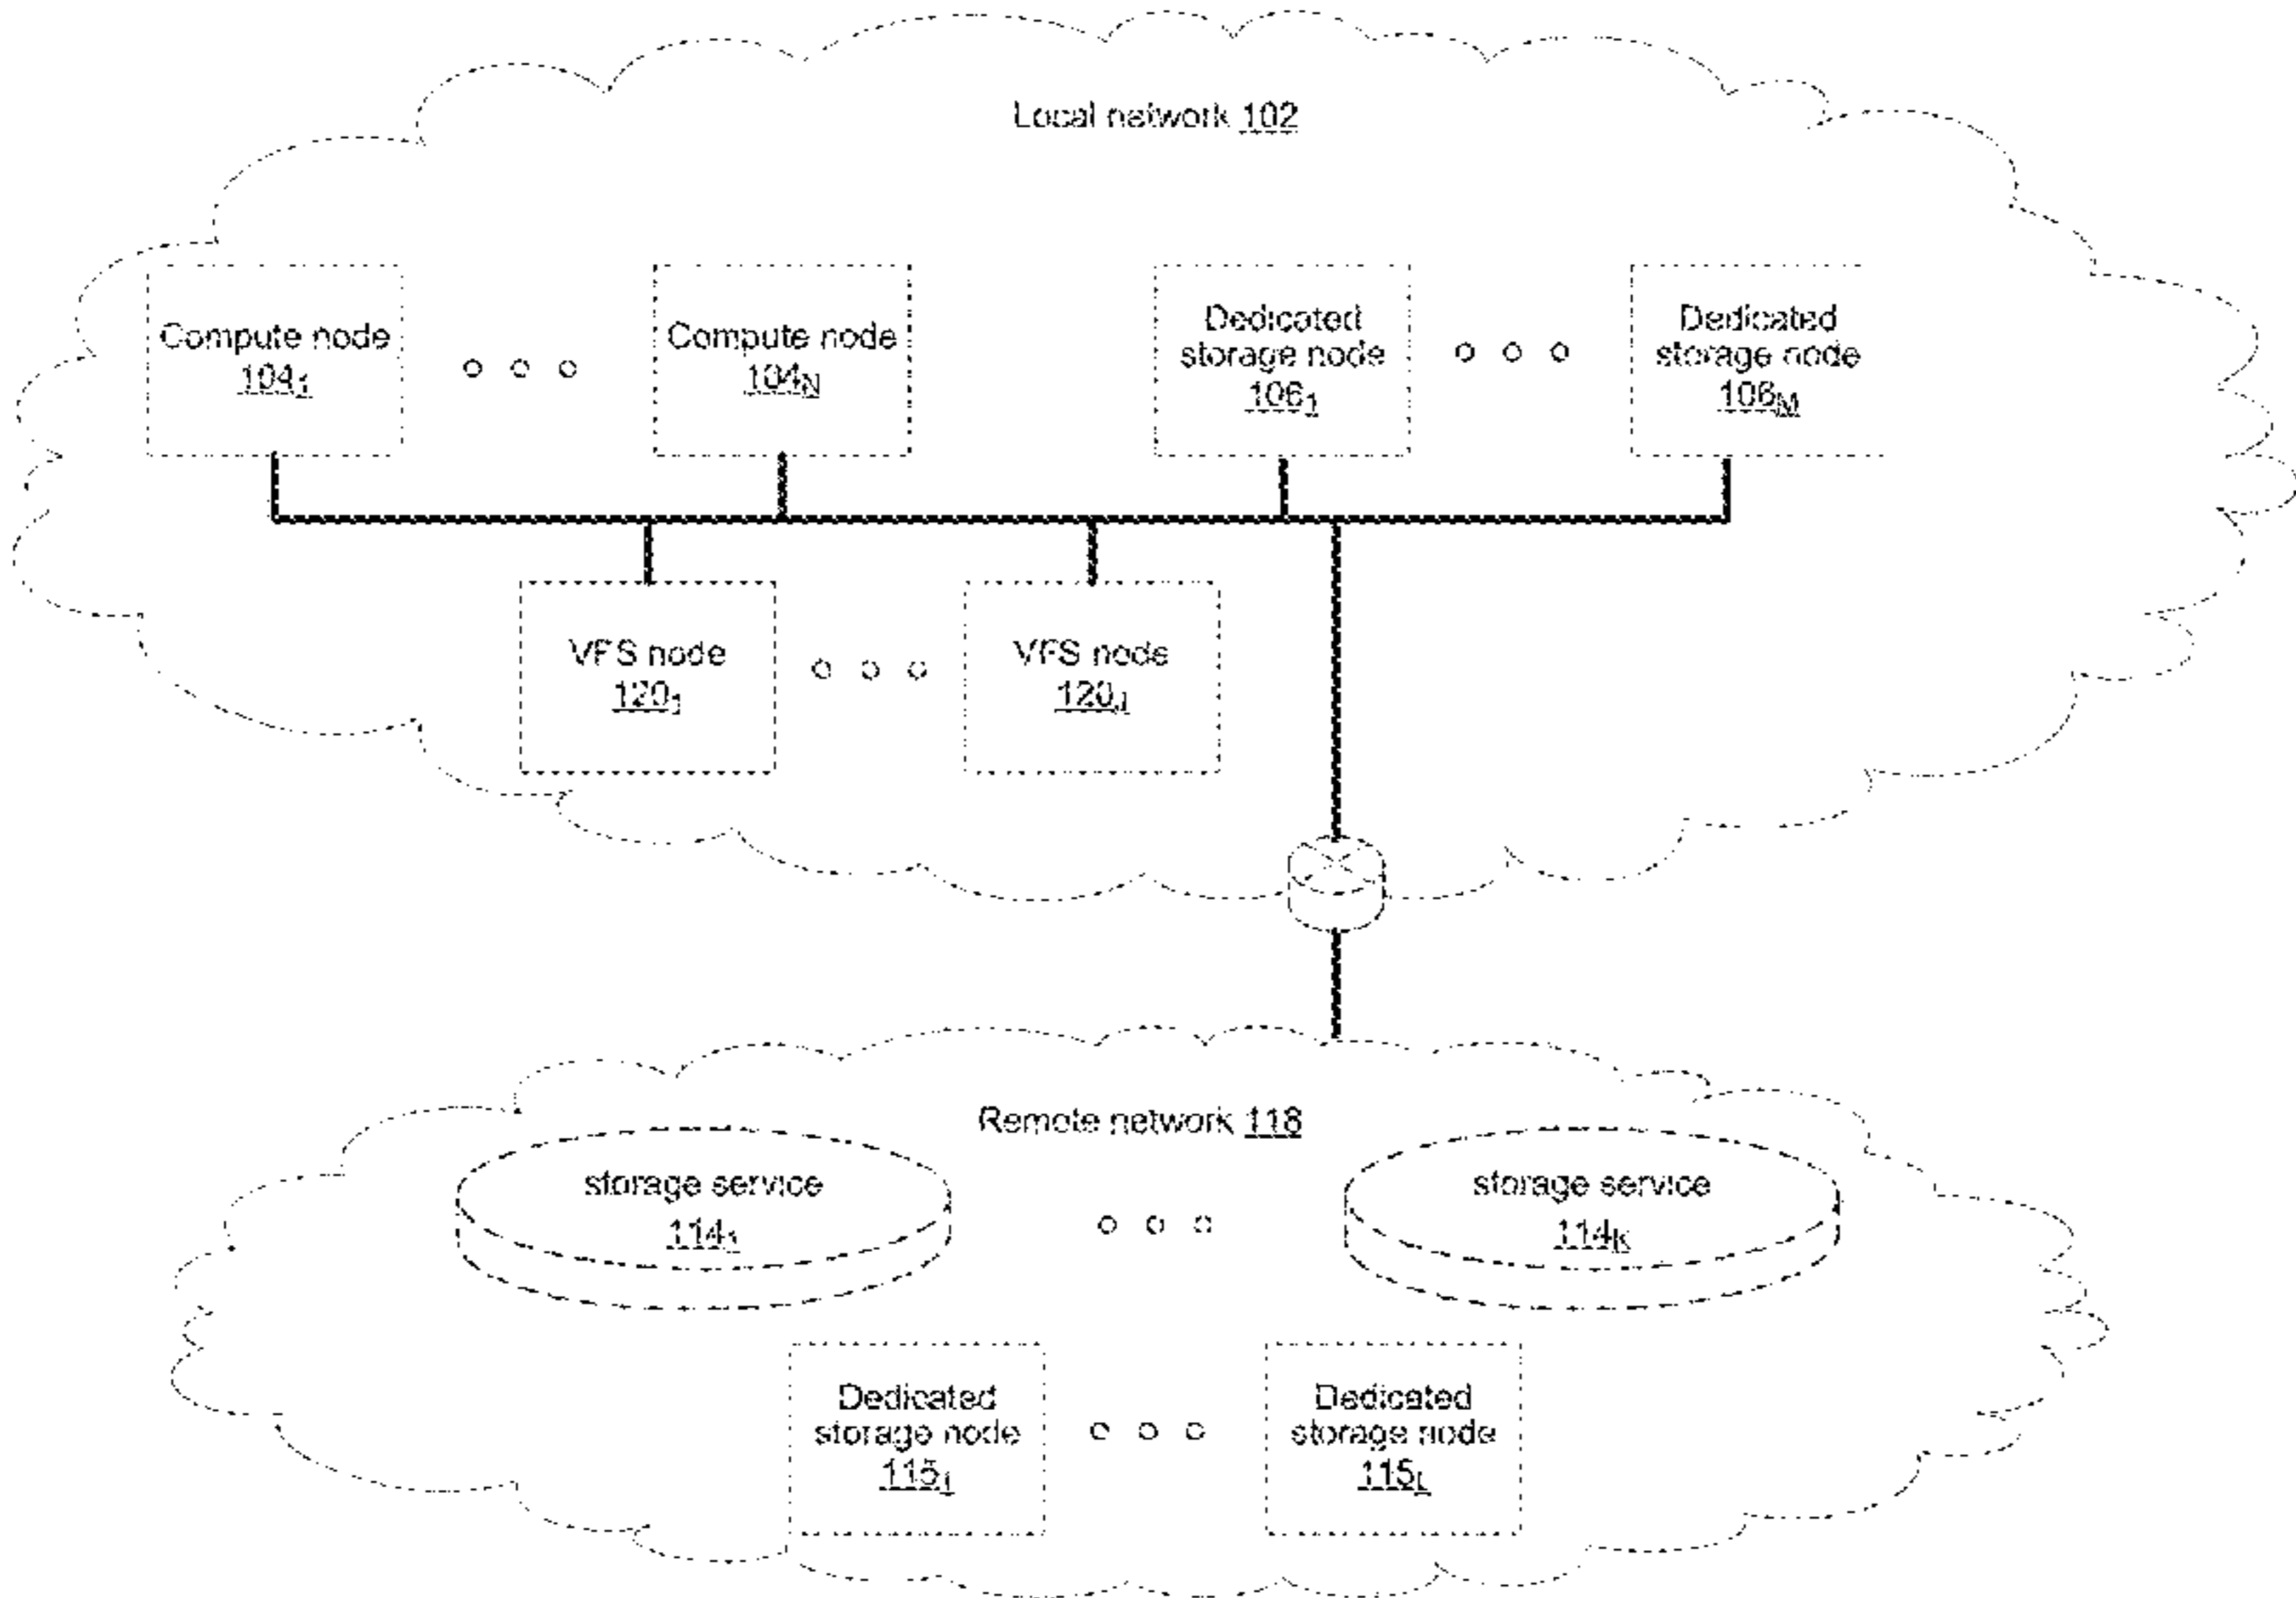 Local network 102
Compute node
104₁
Compute node
104N
Dedicated
storage node
106₁
Dedicated
storage node
106M
VFS node
120₁
VFS node
120J
Remote network 118
storage service
114₁
storage service
114K
Dedicated
storage node
115₁
Dedicated
storage node
115L